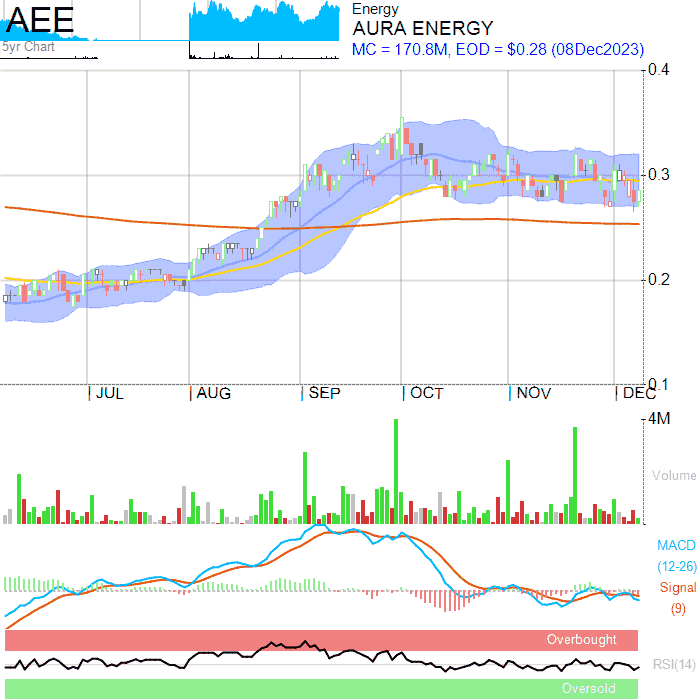 AEE
5yr Chart
Energy
AURA ENERGY
MC = 170.8M, EOD = $0.28 (08Dec2023)
0.4
0.3
0.2
0.1
JUL AUG SEP OCT NOV DEC
4M
Volume
MACD
(12-26)
Signal
(9)
Overbought
RSI(14)
Oversold